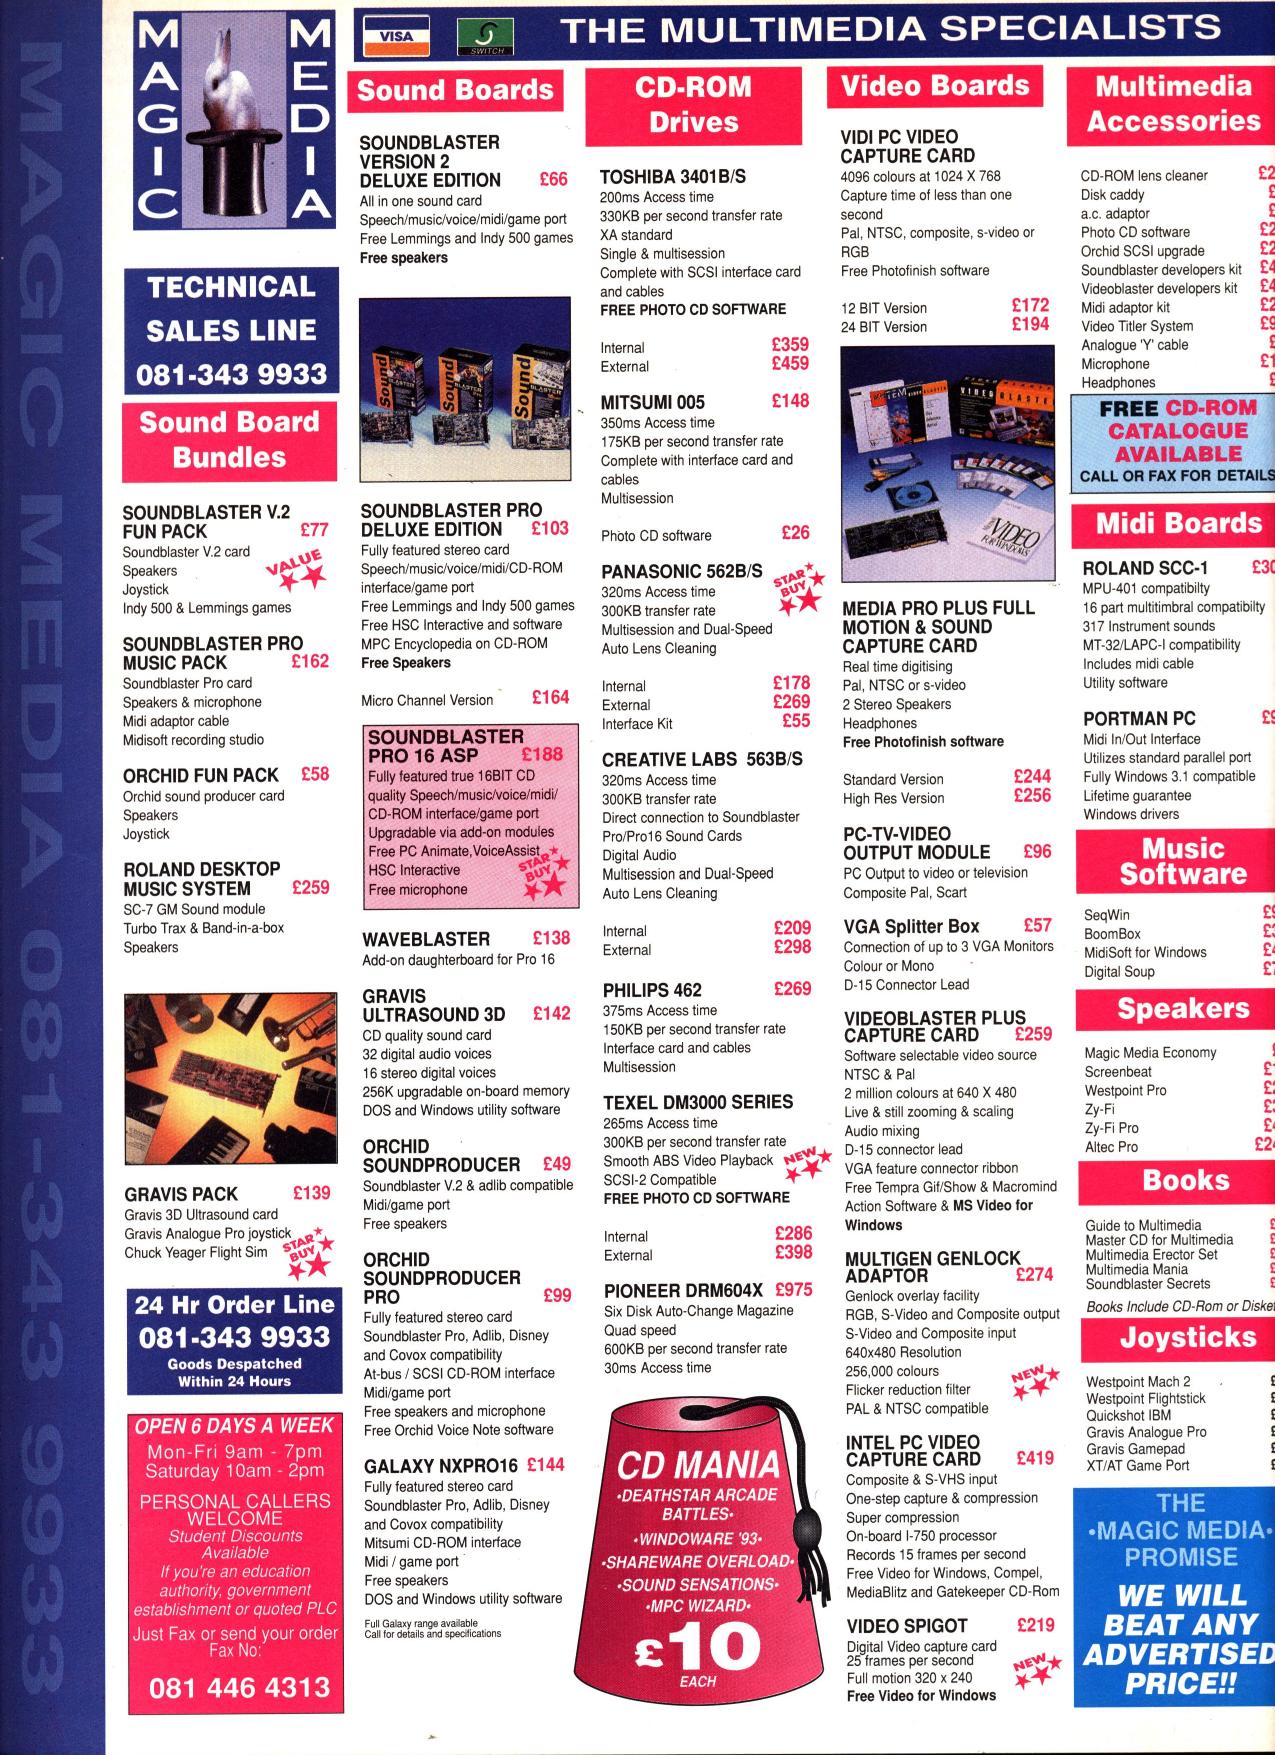 MAGIC MEDIA 081-343 9933
MAGIC
MEDIA
VISA
SWITCH
THE MULTIMEDIA SPECIALISTS
TECHNICAL
SALES LINE
081-343 9933
Sound Board
Bundles
SOUNDBLASTER V.2
FUN PACK £77
Soundblaster V.2 card
Speakers
VALUE
Joystick
Indy 500 & Lemmings games
SOUNDBLASTER PRO
MUSIC PACK £162
Soundblaster Pro card
Speakers & microphone
Midi adaptor cable
Midisoft recording studio
ORCHID FUN PACK £58
Orchid sound producer card
Speakers
Joystick
ROLAND DESKTOP
MUSIC SYSTEM £259
SC-7 GM Sound module
Turbo Trax & Band-in-a-box
Speakers
GRAVIS PACK £139
Gravis 3D Ultrasound card
Gravis Analogue Pro joystick
Chuck Yeager Flight Sim
STAR
BUY
24 Hr Order Line
081-343 9933
Goods Despatched
Within 24 Hours
OPEN 6 DAYS A WEEK
Mon-Fri 9am - 7pm
Saturday 10am - 2pm
PERSONAL CALLERS
WELCOME
Student Discounts
Available
If you're an education
authority, government
establishment or quoted PLC
Just Fax or send your order
Fax No:
081 446 4313
Sound Boards
SOUNDBLASTER
VERSION 2
DELUXE EDITION £66
All in one sound card
Speech/music/voice/midi/game port
Free Lemmings and Indy 500 games
Free speakers
Sound
BLASTER
Sound
BLASTER
Sound
BLASTER
SOUNDBLASTER PRO
DELUXE EDITION £103
Fully featured stereo card
Speech/music/voice/midi/CD-ROM
interface/game port
Free Lemmings and Indy 500 games
Free HSC Interactive and software
MPC Encyclopedia on CD-ROM
Free Speakers
Micro Channel Version £164
SOUNDBLASTER
PRO 16 ASP £188
Fully featured true 16BIT CD
quality Speech/music/voice/midi/
CD-ROM interface/game port
Upgradable via add-on modules
Free PC Animate,VoiceAssist
HSC Interactive
Free microphone
STAR
BUY
WAVEBLASTER £138
Add-on daughterboard for Pro 16
GRAVIS
ULTRASOUND 3D £142
CD quality sound card
32 digital audio voices
16 stereo digital voices
256K upgradable on-board memory
DOS and Windows utility software
ORCHID
SOUNDPRODUCER £49
Soundblaster V.2 & adlib compatible
Midi/game port
Free speakers
ORCHID
SOUNDPRODUCER
PRO £99
Fully featured stereo card
Soundblaster Pro, Adlib, Disney
and Covox compatibility
At-bus / SCSI CD-ROM interface
Midi/game port
Free speakers and microphone
Free Orchid Voice Note software
GALAXY NXPRO16 £144
Fully featured stereo card
Soundblaster Pro, Adlib, Disney
and Covox compatibility
Mitsumi CD-ROM interface
Midi / game port
Free speakers
DOS and Windows utility software
Full Galaxy range available
Call for details and specifications
CD-ROM
Drives
TOSHIBA 3401B/S
200ms Access time
330KB per second transfer rate
XA standard
Single & multisession
Complete with SCSI interface card
and cables
FREE PHOTO CD SOFTWARE
Internal £359
External £459
MITSUMI 005 £148
350ms Access time
175KB per second transfer rate
Complete with interface card and
cables
Multisession
Photo CD software £26
PANASONIC 562B/S
320ms Access time
300KB transfer rate
Multisession and Dual-Speed
Auto Lens Cleaning
STAR
BUY
Internal £178
External £269
Interface Kit £55
CREATIVE LABS 563B/S
320ms Access time
300KB transfer rate
Direct connection to Soundblaster
Pro/Pro16 Sound Cards
Digital Audio
Multisession and Dual-Speed
Auto Lens Cleaning
Internal £209
External £298
PHILIPS 462 £269
375ms Access time
150KB per second transfer rate
Interface card and cables
Multisession
TEXEL DM3000 SERIES
265ms Access time
300KB per second transfer rate
Smooth ABS Video Playback
NEW
SCSI-2 Compatible
FREE PHOTO CD SOFTWARE
Internal £286
External £398
PIONEER DRM604X £975
Six Disk Auto-Change Magazine
Quad speed
600KB per second transfer rate
30ms Access time
CD MANIA
•DEATHSTAR ARCADE
BATTLES•
•WINDOWARE '93•
•SHAREWARE OVERLOAD•
•SOUND SENSATIONS•
•MPC WIZARD•
£10
EACH
Video Boards
VIDI PC VIDEO
CAPTURE CARD
4096 colours at 1024 X 768
Capture time of less than one
second
Pal, NTSC, composite, s-video or
RGB
Free Photofinish software
12 BIT Version £172
24 BIT Version £194
VIDEO BLASTER
VIDEO
FOR WINDOWS
MEDIA PRO PLUS FULL
MOTION & SOUND
CAPTURE CARD
Real time digitising
Pal, NTSC or s-video
2 Stereo Speakers
Headphones
Free Photofinish software
Standard Version £244
High Res Version £256
PC-TV-VIDEO
OUTPUT MODULE £96
PC Output to video or television
Composite Pal, Scart
VGA Splitter Box £57
Connection of up to 3 VGA Monitors
Colour or Mono
D-15 Connector Lead
VIDEOBLASTER PLUS
CAPTURE CARD £259
Software selectable video source
NTSC & Pal
2 million colours at 640 X 480
Live & still zooming & scaling
Audio mixing
D-15 connector lead
VGA feature connector ribbon
Free Tempra Gif/Show & Macromind
Action Software & MS Video for
Windows
MULTIGEN GENLOCK
ADAPTOR £274
Genlock overlay facility
RGB, S-Video and Composite output
S-Video and Composite input
640x480 Resolution
256,000 colours
Flicker reduction filter
PAL & NTSC compatible
NEW
INTEL PC VIDEO
CAPTURE CARD £419
Composite & S-VHS input
One-step capture & compression
Super compression
On-board I-750 processor
Records 15 frames per second
Free Video for Windows, Compel,
MediaBlitz and Gatekeeper CD-Rom
VIDEO SPIGOT £219
Digital Video capture card
25 frames per second
Full motion 320 x 240
Free Video for Windows
NEW
Multimedia
Accessories
CD-ROM lens cleaner £2
Disk caddy £
a.c. adaptor £
Photo CD software £2
Orchid SCSI upgrade £2
Soundblaster developers kit £4
Videoblaster developers kit £4
Midi adaptor kit £2
Video Titler System £9
Analogue 'Y' cable £
Microphone £1
Headphones £
FREE CD-ROM
CATALOGUE
AVAILABLE
CALL OR FAX FOR DETAILS
Midi Boards
ROLAND SCC-1 £30
MPU-401 compatibilty
16 part multitimbral compatibilty
317 Instrument sounds
MT-32/LAPC-I compatibility
Includes midi cable
Utility software
PORTMAN PC £9
Midi In/Out Interface
Utilizes standard parallel port
Fully Windows 3.1 compatible
Lifetime guarantee
Windows drivers
Music
Software
SeqWin £9
BoomBox £3
MidiSoft for Windows £4
Digital Soup £7
Speakers
Magic Media Economy £
Screenbeat £1
Westpoint Pro £2
Zy-Fi £3
Zy-Fi Pro £4
Altec Pro £24
Books
Guide to Multimedia £
Master CD for Multimedia £
Multimedia Erector Set £
Multimedia Mania £
Soundblaster Secrets £
Books Include CD-Rom or Disket
Joysticks
Westpoint Mach 2 £
Westpoint Flightstick £
Quickshot IBM £
Gravis Analogue Pro £
Gravis Gamepad £
XT/AT Game Port £
THE
•MAGIC MEDIA•
PROMISE
WE WILL
BEAT ANY
ADVERTISED
PRICE!!